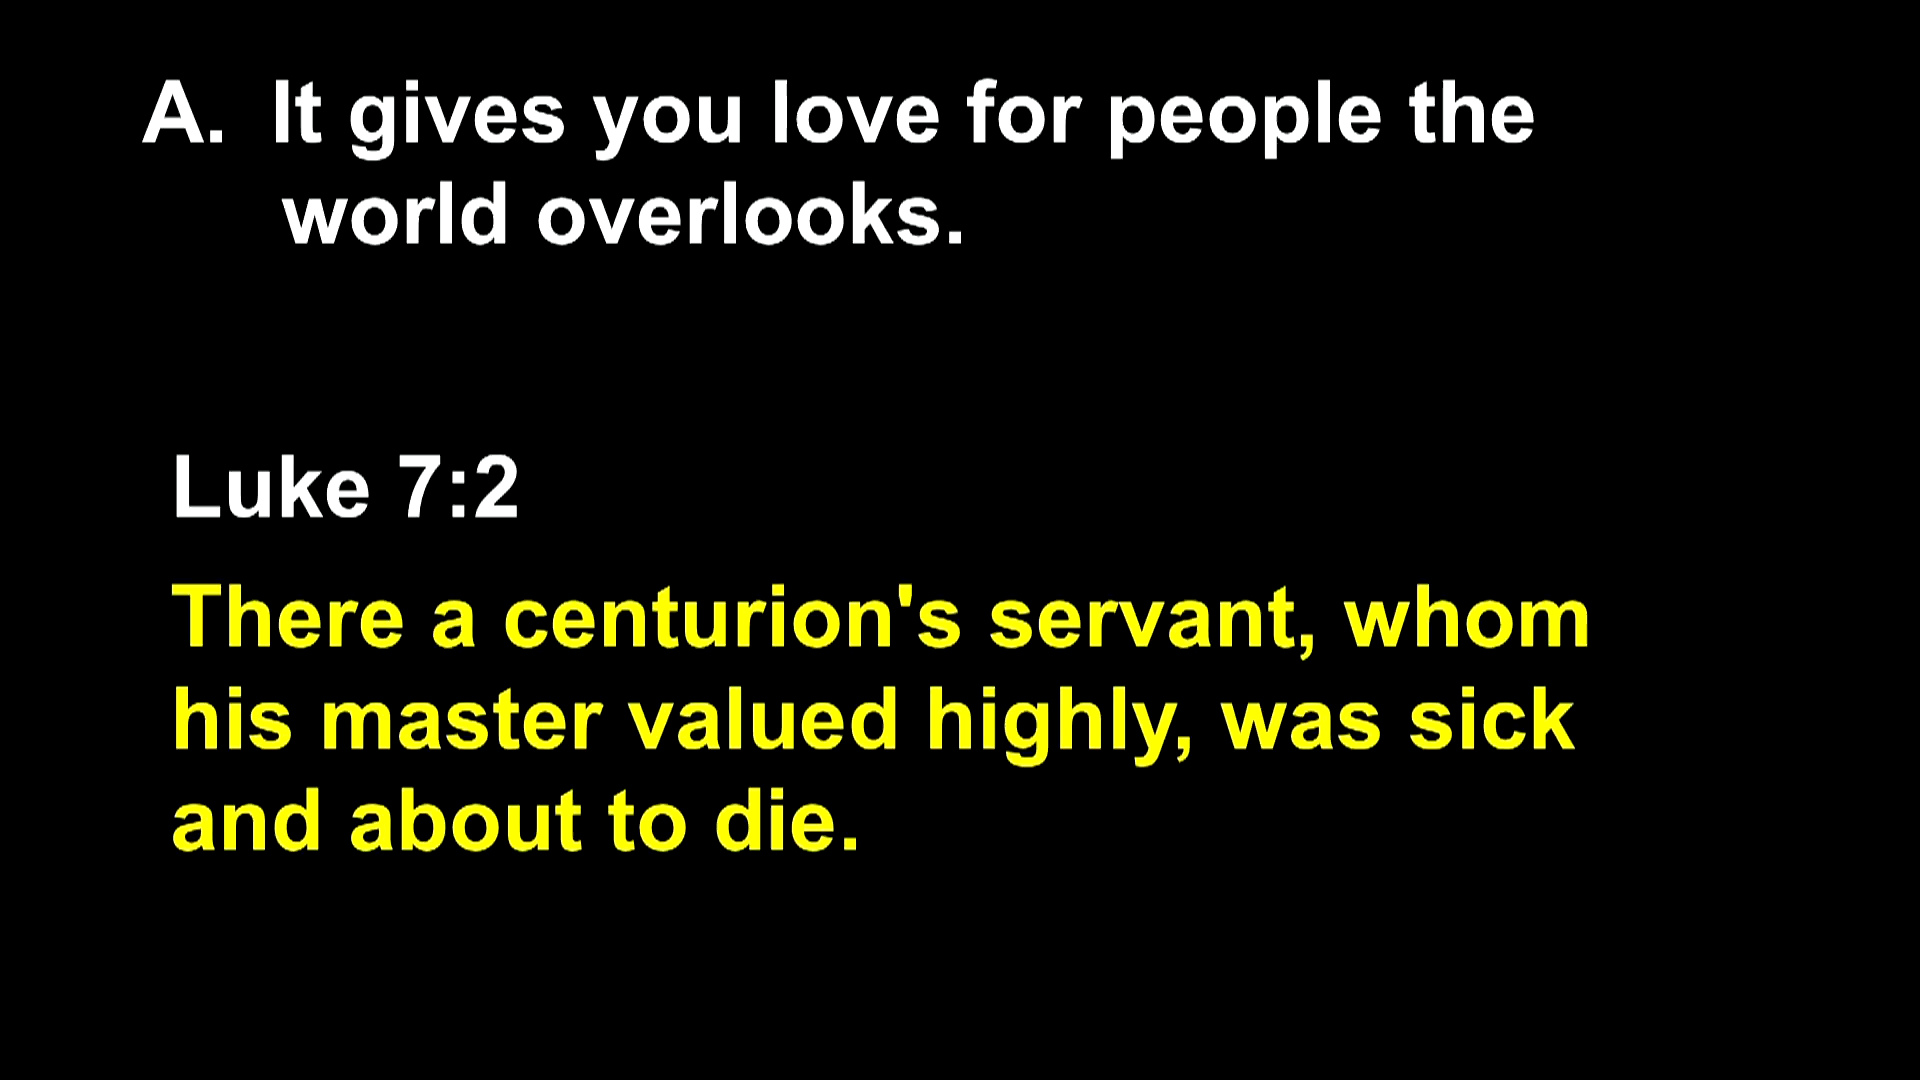 A. It gives you love for people the
world overlooks.
Luke 7:2
There a centurion's servant, whom
his master valued highly, was sick
and about to die.